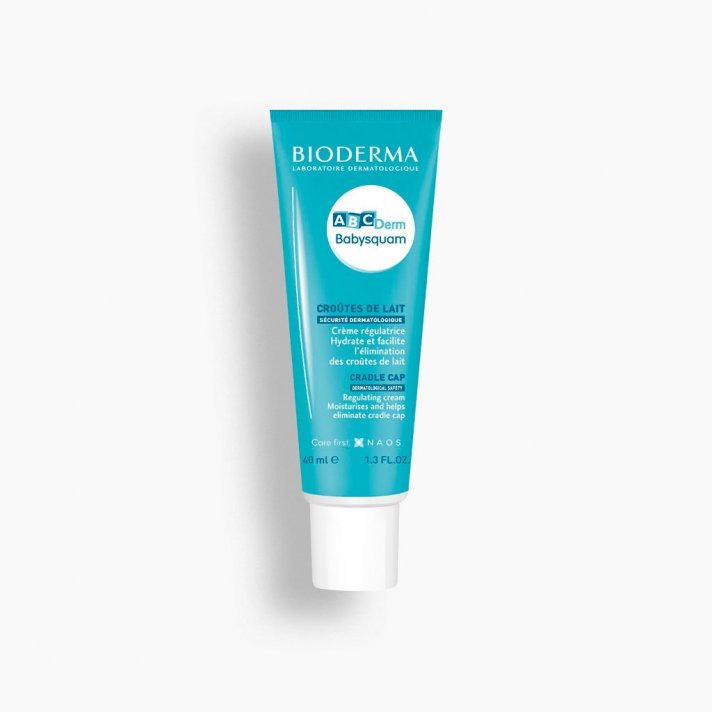 BIODERMA
LABORATOIRE DERMATOLOGIQUE
ABCDerm
Babysquam
CROÛTES DE LAIT
SÉCURITÉ DERMATOLOGIQUE
Crème régulatrice
Hydrate et facilite
l'élimination
des croûtes de lait
CRADLE CAP
DERMATOLOGICAL SAFETY
Regulating cream
Moisturises and helps
eliminate cradle cap
Care first. NAOS
40 ml e 1.3 FL.OZ.